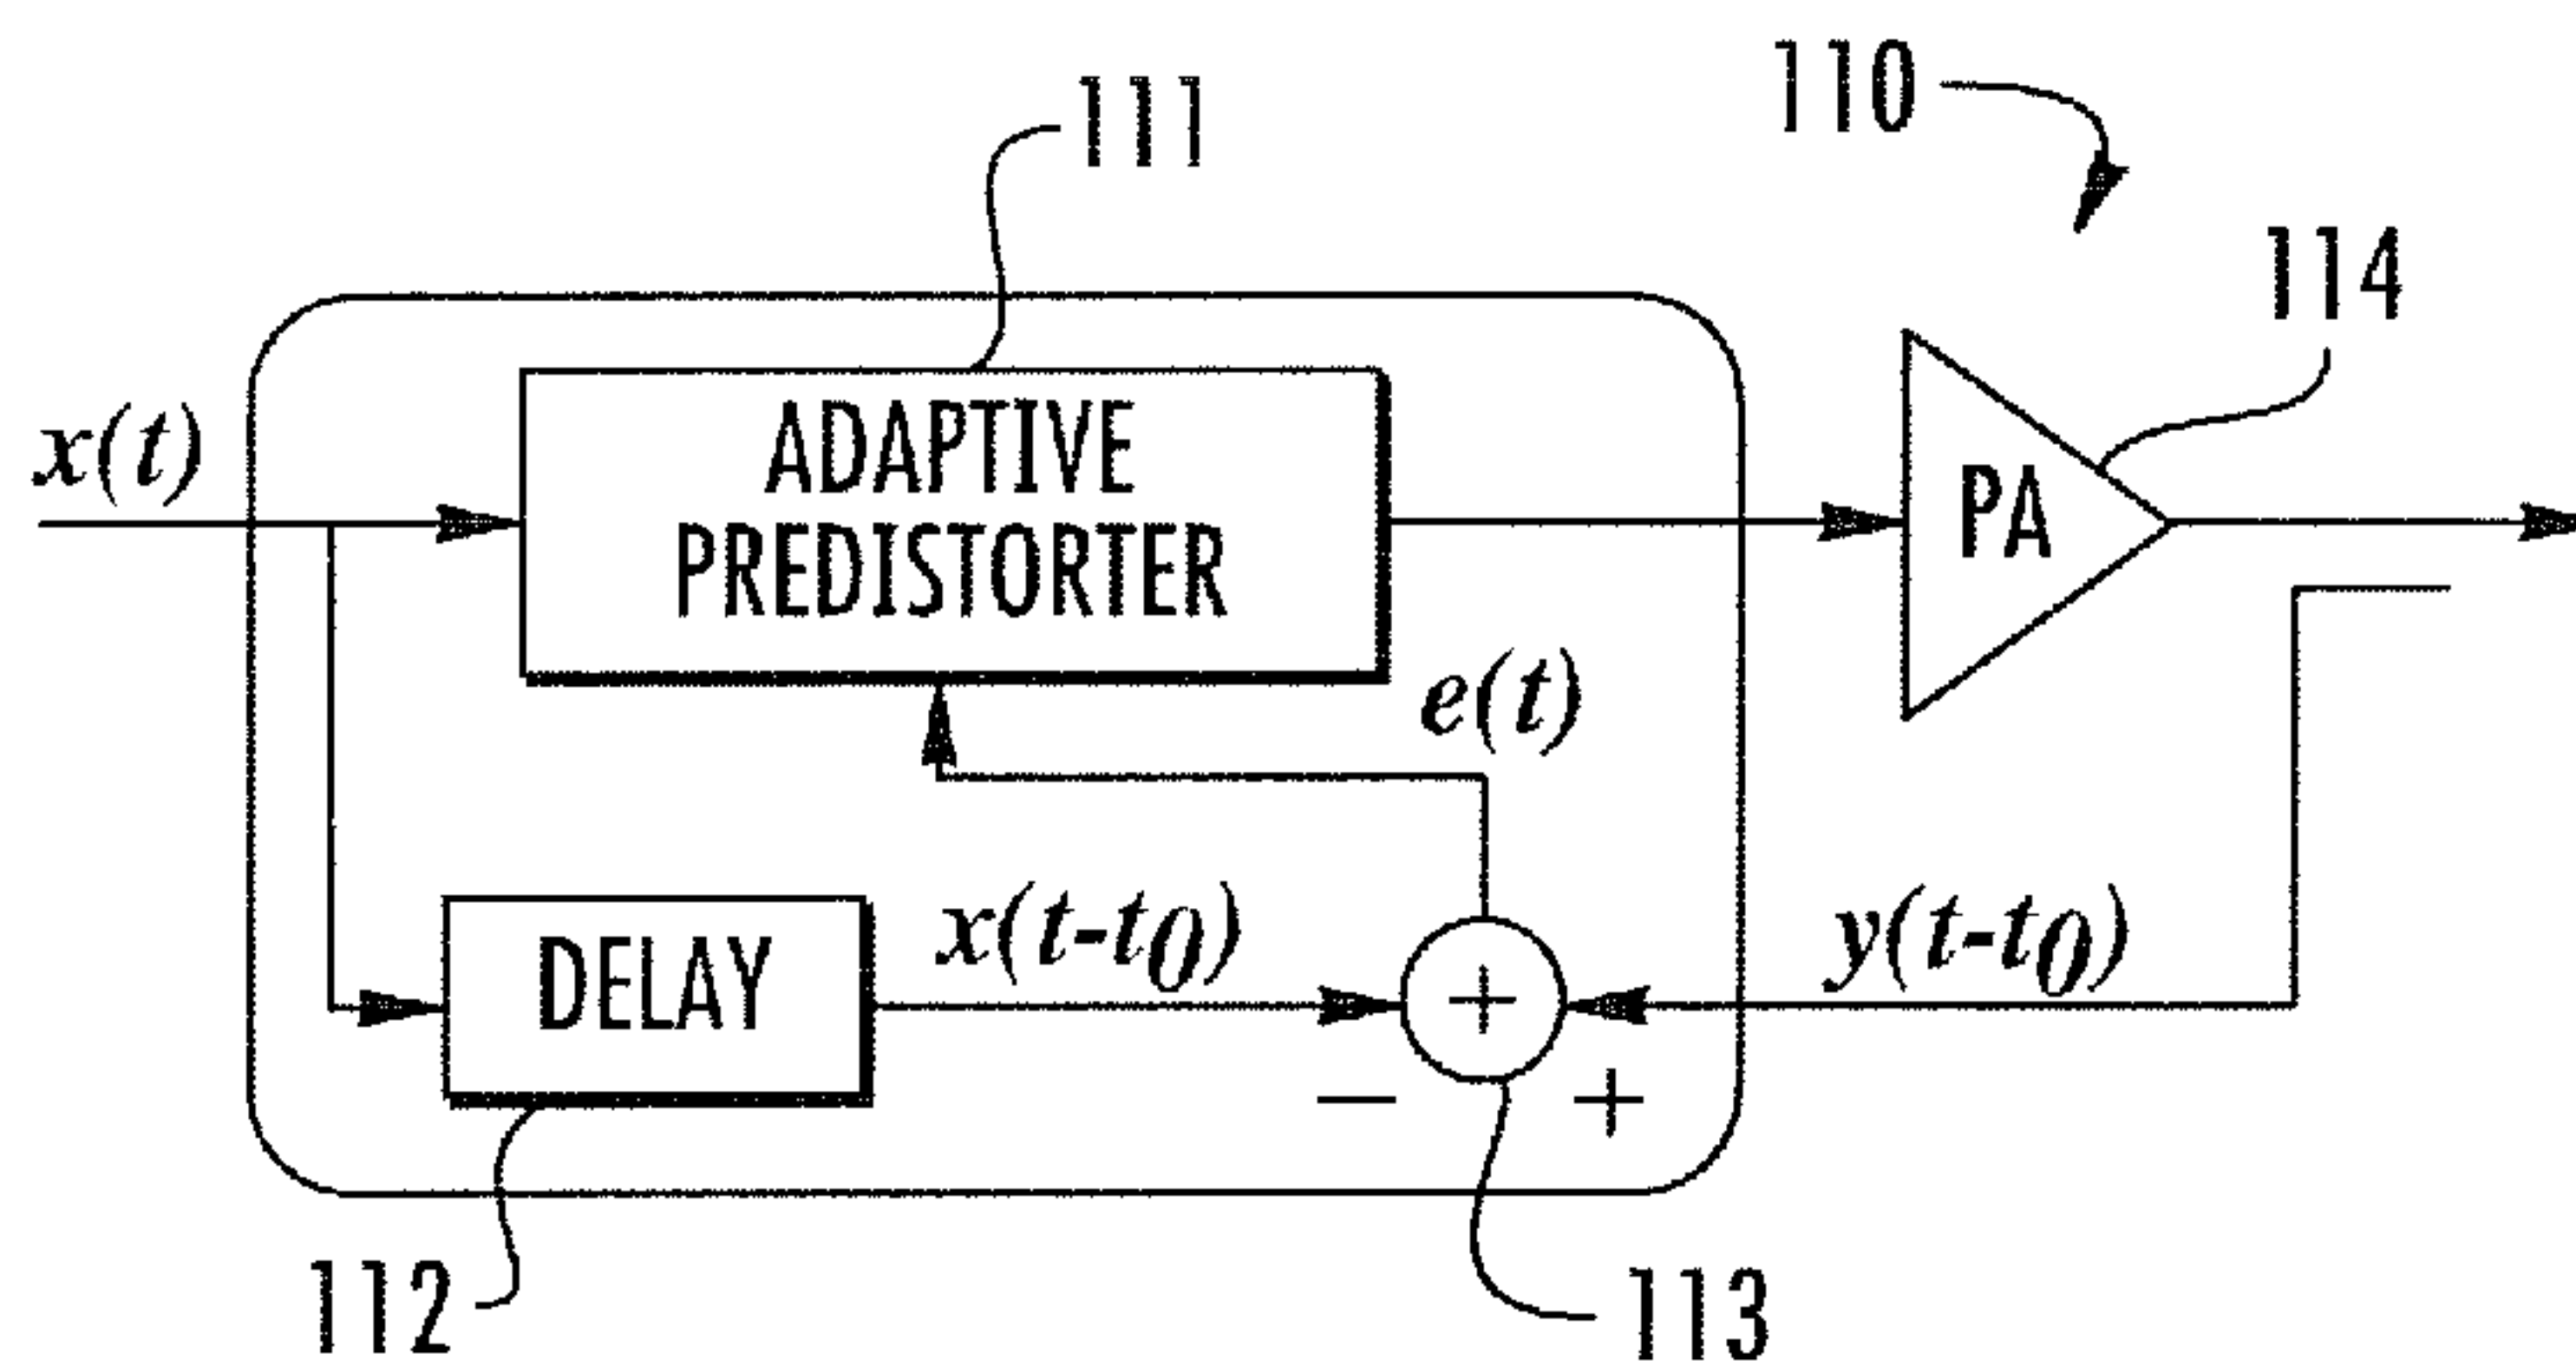 110
111
114
x(t)
ADAPTIVE
PREDISTORTER
PA
e(t)
DELAY
x(t-t0)
+
y(t-t0)
− +
112
113